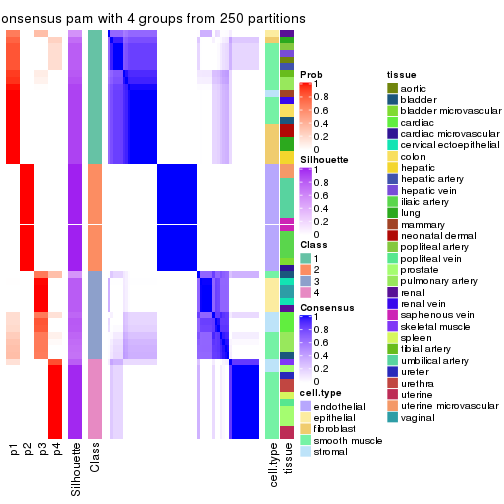 onsensus pam with 4 groups from 250 partitions
Prob
1
0.8
0.6
0.4
0.2
0
Silhouette
1
0.8
0.6
0.4
0.2
0
Class
1
2
3
4
Consensus
1
0.8
0.6
0.4
0.2
0
cell.type
endothelial
epithelial
fibroblast
smooth muscle
stromal
tissue
aortic
bladder
bladder microvascular
cardiac
cardiac microvascular
cervical ectoepithelial
colon
hepatic
hepatic artery
hepatic vein
iliaic artery
lung
mammary
neonatal dermal
popliteal artery
popliteal vein
prostate
pulmonary artery
renal
renal vein
saphenous vein
skeletal muscle
spleen
tibial artery
umbilical artery
ureter
urethra
uterine
uterine microvascular
vaginal
p1
p2
p3
p4
Silhouette
Class
cell.type
tissue